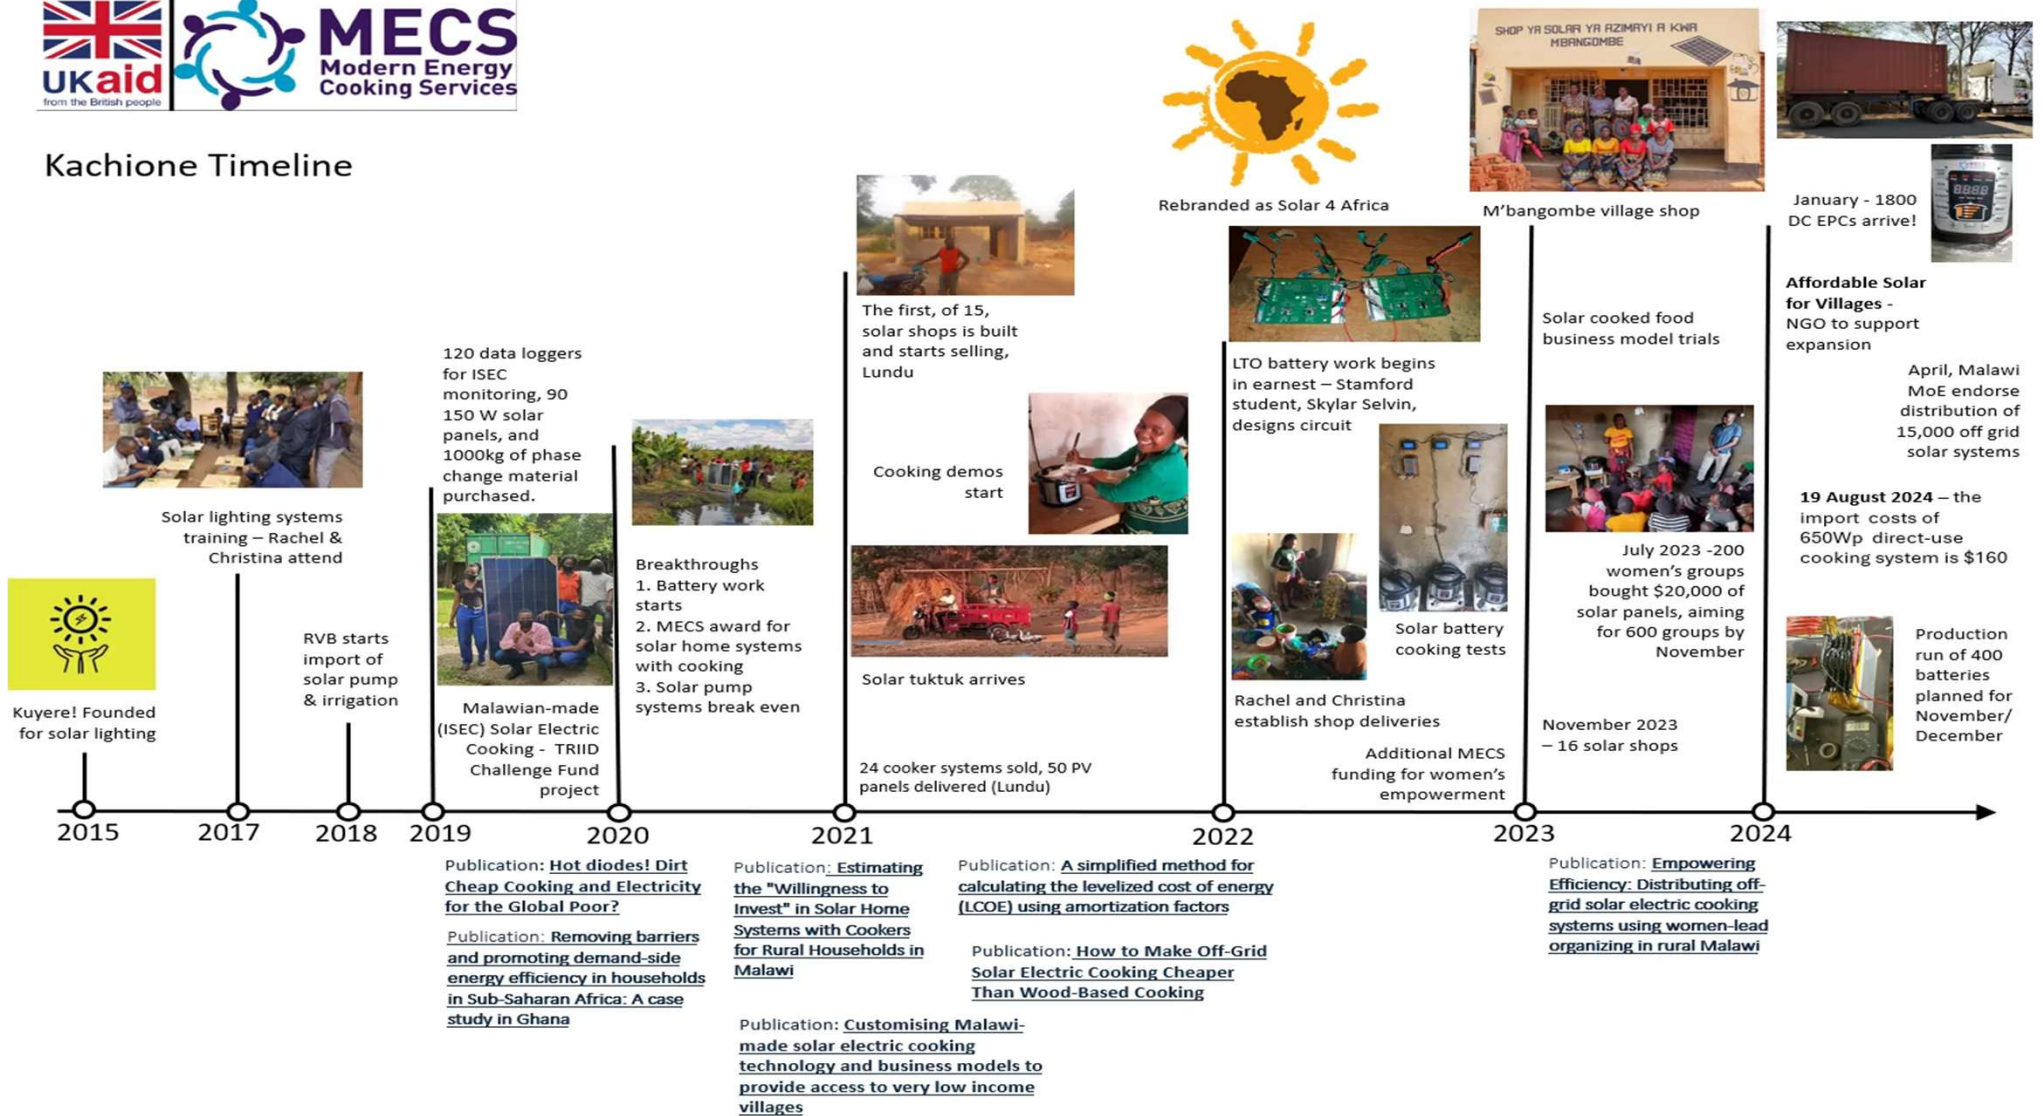 UKaid
from the British people
MECS
Modern Energy
Cooking Services
Kachione Timeline
Kuyere! Founded
for solar lighting
Solar lighting systems
training – Rachel &
Christina attend
RVB starts
import of
solar pump
& irrigation
120 data loggers
for ISEC
monitoring, 90
150 W solar
panels, and
1000kg of phase
change material
purchased.
Malawian-made
(ISEC) Solar Electric
Cooking - TRIID
Challenge Fund
project
Breakthroughs
1. Battery work
starts
2. MECS award for
solar home systems
with cooking
3. Solar pump
systems break even
The first, of 15,
solar shops is built
and starts selling,
Lundu
Cooking demos
start
Solar tuktuk arrives
24 cooker systems sold, 50 PV
panels delivered (Lundu)
Rebranded as Solar 4 Africa
LTO battery work begins
in earnest – Stamford
student, Skylar Selvin,
designs circuit
Solar battery
cooking tests
Rachel and Christina
establish shop deliveries
Additional MECS
funding for women's
empowerment
SHOP YA SOLAR YA AZIMAYI A KWA
MBANGOMBE
M'bangombe village shop
Solar cooked food
business model trials
July 2023 -200
women's groups
bought $20,000 of
solar panels, aiming
for 600 groups by
November
November 2023
– 16 solar shops
January - 1800
DC EPCs arrive!
MECS
8888
Affordable Solar
for Villages -
NGO to support
expansion
April, Malawi
MoE endorse
distribution of
15,000 off grid
solar systems
19 August 2024 – the
import costs of
650Wp direct-use
cooking system is $160
Production
run of 400
batteries
planned for
November/
December
2015
2017
2018
2019
2020
2021
2022
2023
2024
Publication: Hot diodes! Dirt
Cheap Cooking and Electricity
for the Global Poor?
Publication: Removing barriers
and promoting demand-side
energy efficiency in households
in Sub-Saharan Africa: A case
study in Ghana
Publication: Estimating
the "Willingness to
Invest" in Solar Home
Systems with Cookers
for Rural Households in
Malawi
Publication: Customising Malawi-
made solar electric cooking
technology and business models to
provide access to very low income
villages
Publication: A simplified method for
calculating the levelized cost of energy
(LCOE) using amortization factors
Publication: How to Make Off-Grid
Solar Electric Cooking Cheaper
Than Wood-Based Cooking
Publication: Empowering
Efficiency: Distributing off-
grid solar electric cooking
systems using women-lead
organizing in rural Malawi